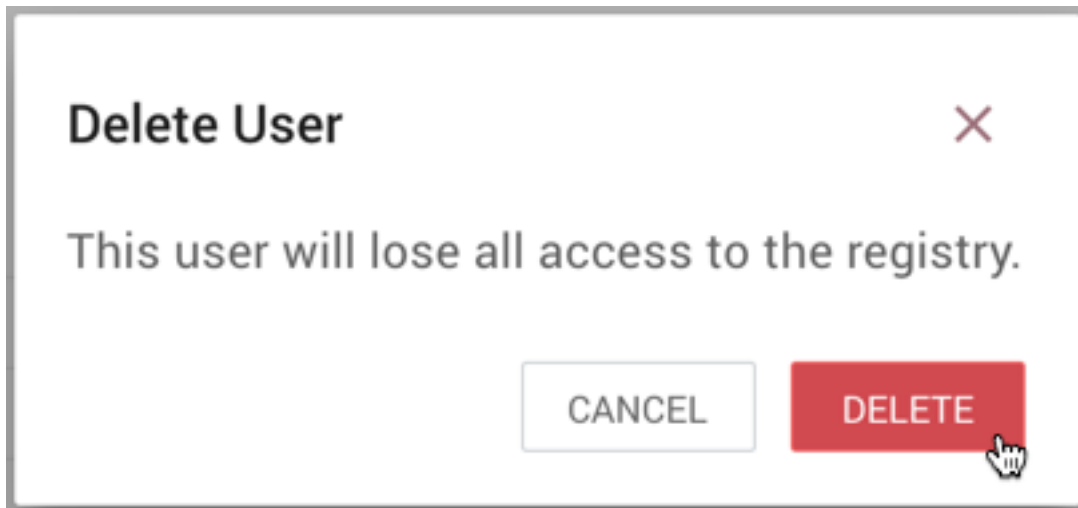 Delete User
This user will lose all access to the registry.
CANCEL DELETE